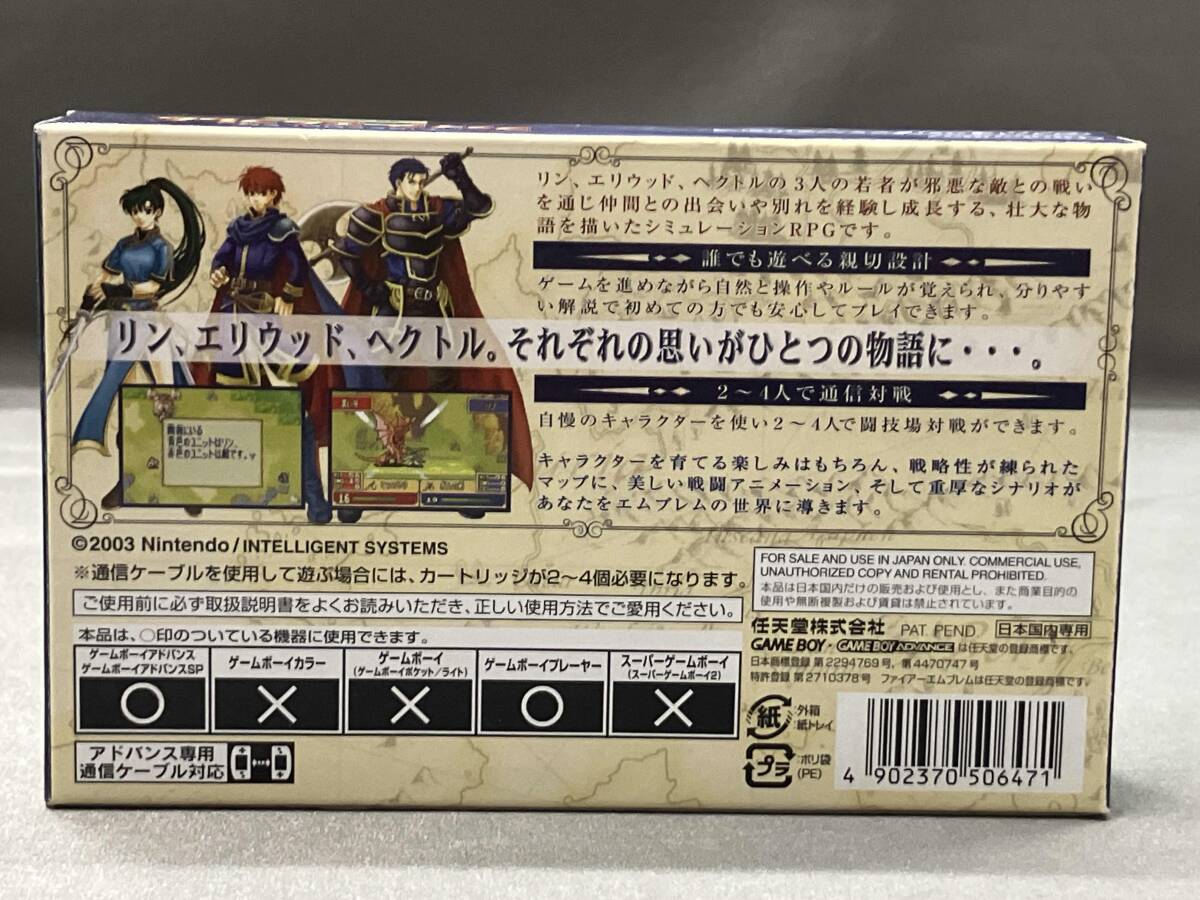 リン、エリウッド、ヘクトルの3人の若者が邪悪な敵との戦い
を通じ仲間との出会いや別れを経験し成長する、壮大な物
語を描いたシミュレーションRPGです。
誰でも遊べる親切設計
ゲームを進めながら自然と操作やルールが覚えられ、分りやす
い解説で初めての方でも安心してプレイできます。
リン、エリウッド、ヘクトル。それぞれの思いがひとつの物語に・・・。
2〜4人で通信対戦
自慢のキャラクターを使い2〜4人で闘技場対戦ができます。
キャラクターを育てる楽しみはもちろん、戦略性が練られた
マップに、美しい戦闘アニメーション、そして重厚なシナリオが
あなたをエムブレムの世界に導きます。
青色のユニットはリン、
赤色のユニットは敵です。
16
©2003 Nintendo/INTELLIGENT SYSTEMS
※通信ケーブルを使用して遊ぶ場合には、カートリッジが2〜4個必要になります。
ご使用前に必ず取扱説明書をよくお読みいただき、正しい使用方法でご愛用ください。
本品は、○印のついている機器に使用できます。
ゲームボーイアドバンス
ゲームボーイアドバンスSP
ゲームボーイカラー
ゲームボーイ
(ゲームボーイポケット/ライト)
ゲームボーイプレーヤー
スーパーゲームボーイ
(スーパーゲームボーイ2)
○
×
×
○
×
アドバンス専用
通信ケーブル対応
FOR SALE AND USE IN JAPAN ONLY. COMMERCIAL USE,
UNAUTHORIZED COPY AND RENTAL PROHIBITED.
本品は日本国内だけの販売および使用とし、また商業目的の
使用や無断複製および賃貸は禁止されています。
任天堂株式会社 PAT. PEND. 日本国内専用
GAME BOY・GAME BOY ADVANCE は任天堂の登録商標です。
日本商標登録 第2294769号、第4470747号
特許登録 第2710378号 ファイアーエムブレムは任天堂の登録商標です。
紙
:外箱
:紙トレイ
プラ
:ポリ袋
(PE)
4 902370 506471